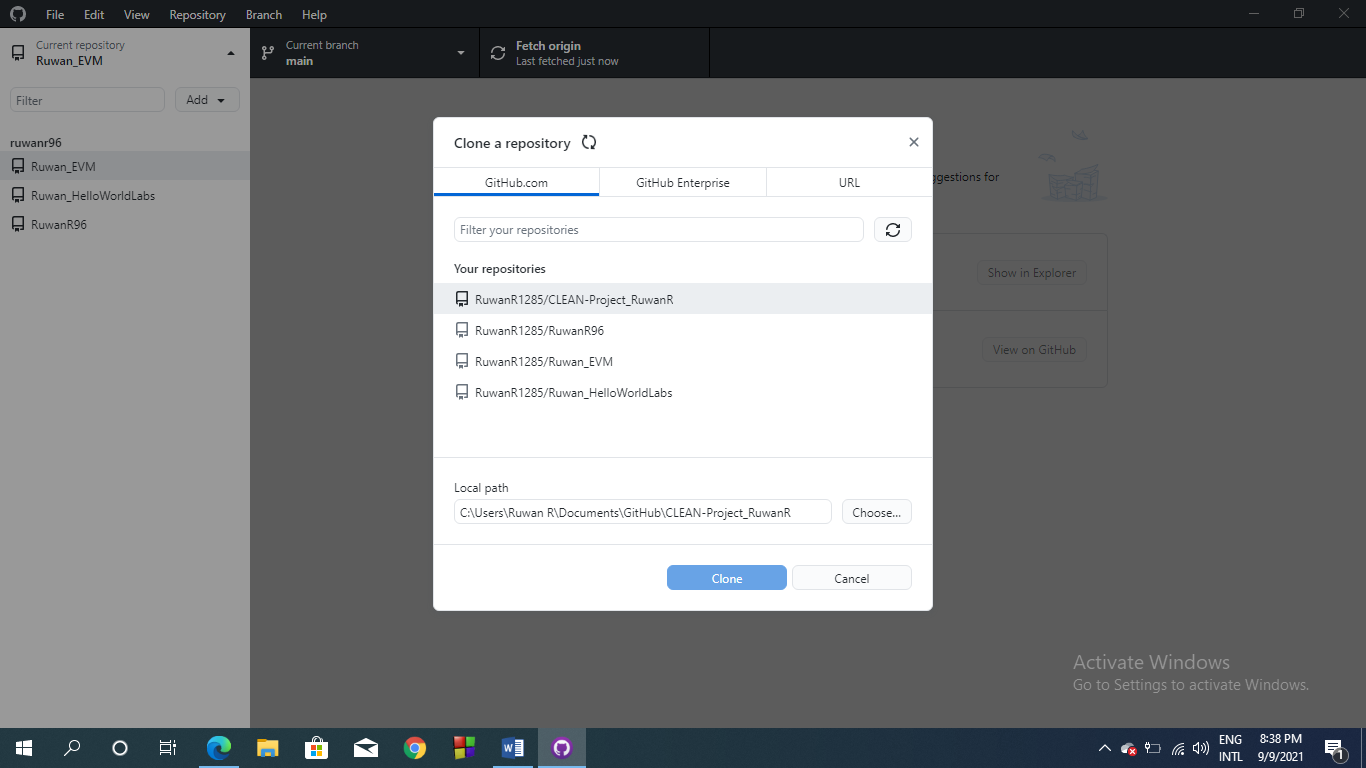 File Edit View Repository Branch Help
Current repository
Ruwan_EVM
Current branch
main
Fetch origin
Last fetched just now
Filter
Add
ruwanr96
Ruwan_EVM
Ruwan_HelloWorldLabs
RuwanR96
ggestions for
Show in Explorer
View on GitHub
Clone a repository
GitHub.com GitHub Enterprise URL
Filter your repositories
Your repositories
RuwanR1285/CLEAN-Project_RuwanR
RuwanR1285/RuwanR96
RuwanR1285/Ruwan_EVM
RuwanR1285/Ruwan_HelloWorldLabs
Local path
C:\Users\Ruwan R\Documents\GitHub\CLEAN-Project_RuwanR
Choose...
Clone Cancel
Activate Windows
Go to Settings to activate Windows.
ENG
INTL
8:38 PM
9/9/2021
1